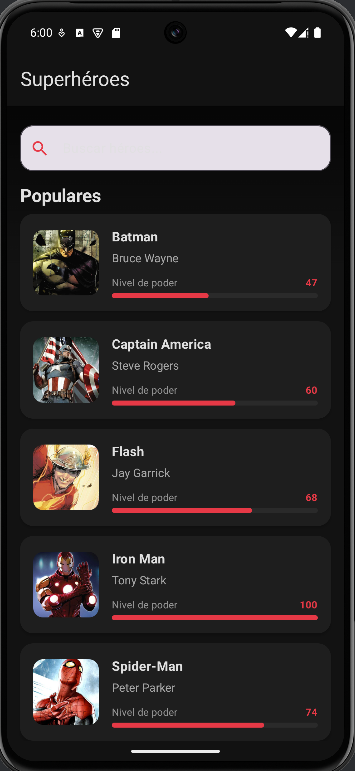 6:00
Superhéroes
Populares
Batman
Bruce Wayne
Nivel de poder 47
Captain America
Steve Rogers
Nivel de poder 60
Flash
Jay Garrick
Nivel de poder 68
Iron Man
Tony Stark
Nivel de poder 100
Spider-Man
Peter Parker
Nivel de poder 74